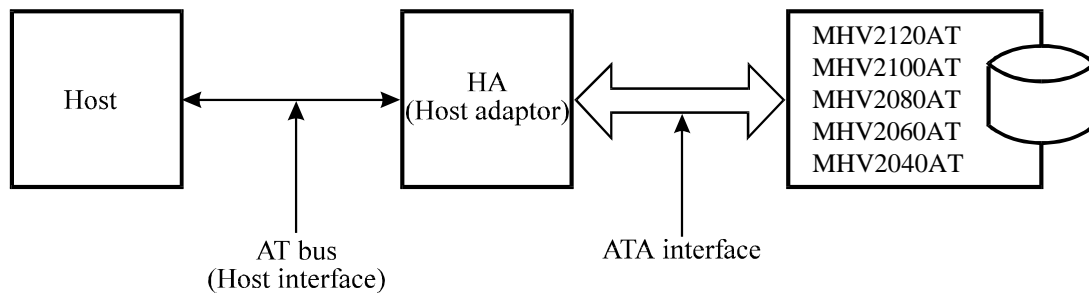 Host
HA
(Host adaptor)
MHV2120AT
MHV2100AT
MHV2080AT
MHV2060AT
MHV2040AT
AT bus
(Host interface)
ATA interface